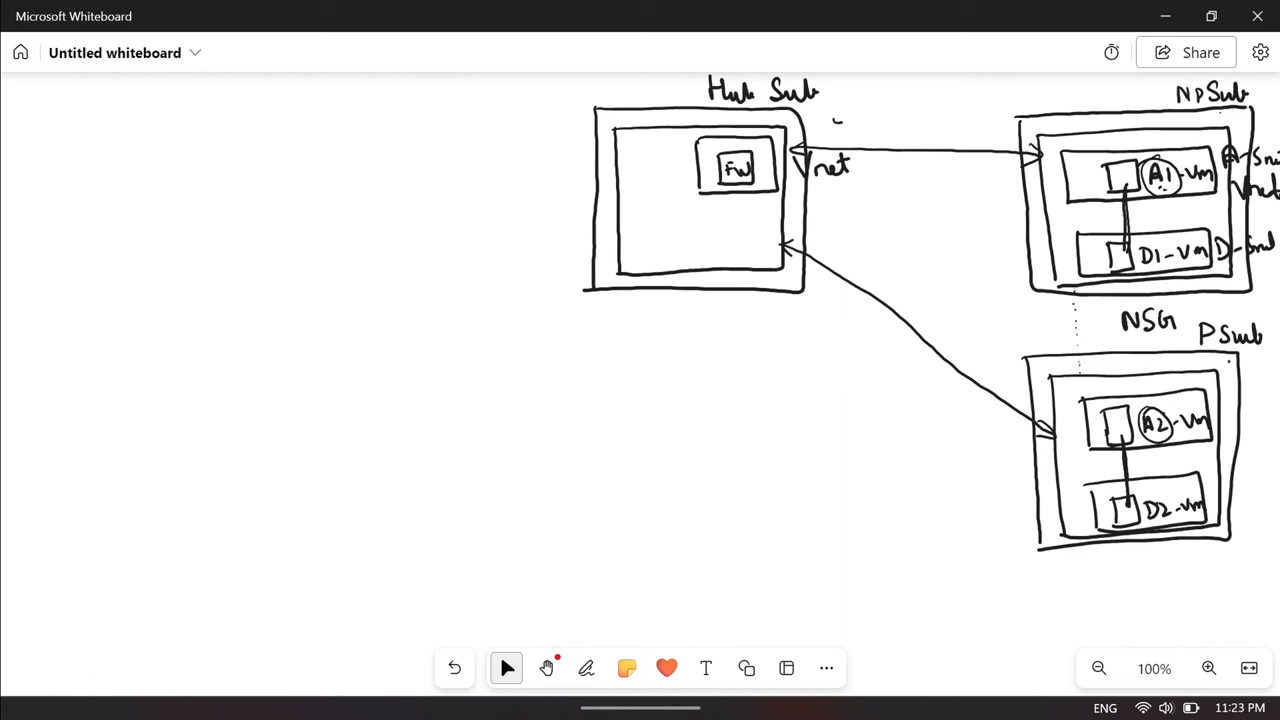 Microsoft Whiteboard
Untitled whiteboard
Share
Hub Sub
NPSub
FW
Vnet
A1-Vm
D1-Vm
NSG
PSub
A2-Vm
D2-Vm
100%
ENG
11:23 PM